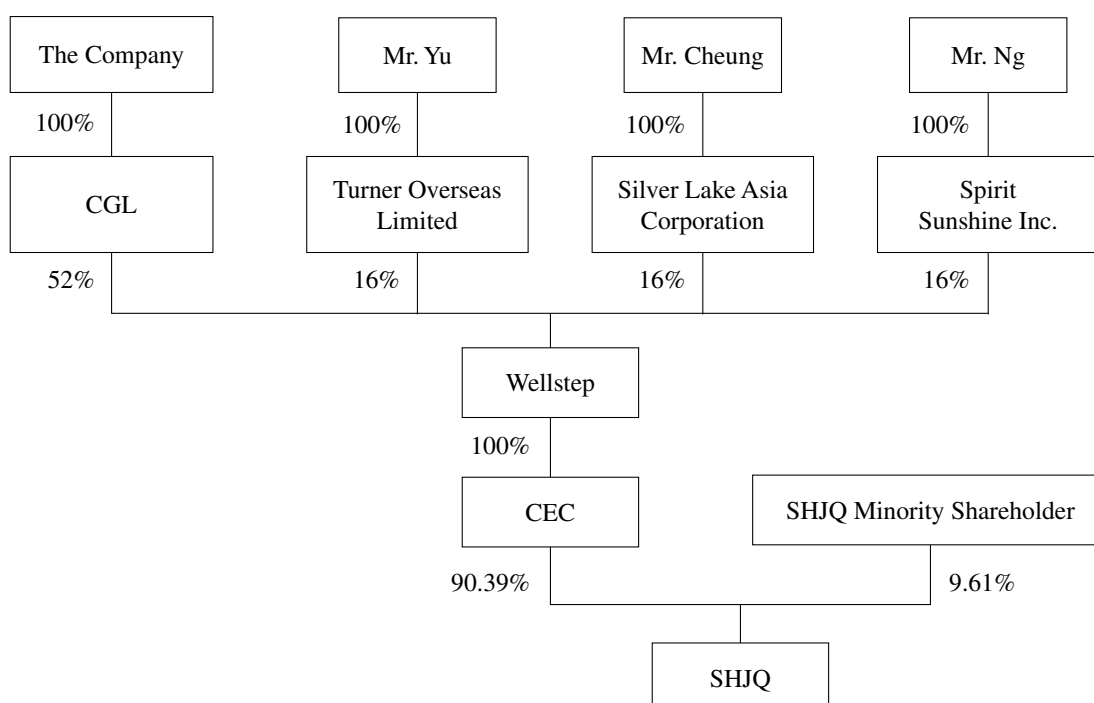 The Company
Mr. Yu
Mr. Cheung
Mr. Ng
100%
100%
100%
100%
CGL
Turner Overseas
Limited
Silver Lake Asia
Corporation
Spirit
Sunshine Inc.
52%
16%
16%
16%
Wellstep
100%
CEC
SHJQ Minority Shareholder
90.39%
9.61%
SHJQ